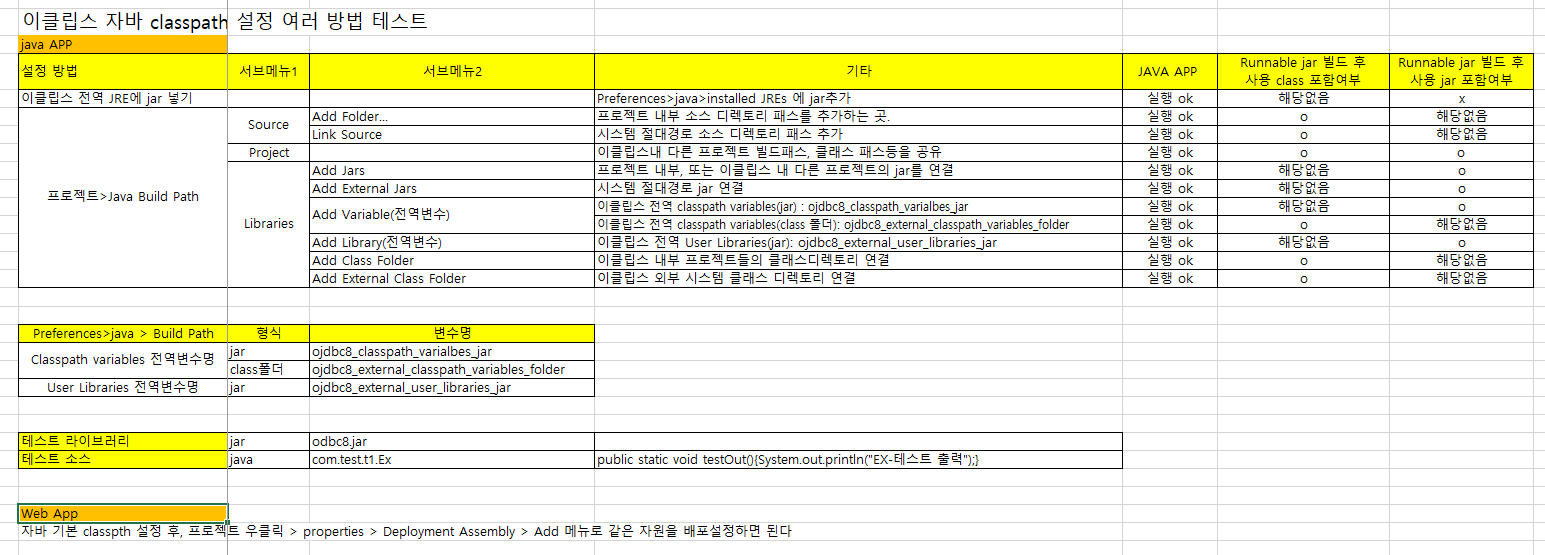 이클립스 자바 classpath 설정 여러 방법 테스트
java APP
설정 방법 서브메뉴1 서브메뉴2 기타 JAVA APP Runnable jar 빌드 후 사용 class 포함여부 Runnable jar 빌드 후 사용 jar 포함여부
이클립스 전역 JRE에 jar 넣기 Preferences>java>installed JREs 에 jar추가 실행 ok 해당없음 x
프로젝트>Java Build Path Source Add Folder... 프로젝트 내부 소스 디렉토리 패스를 추가하는 곳. 실행 ok o 해당없음
Link Source 시스템 절대경로 소스 디렉토리 패스 추가 실행 ok o 해당없음
Project 이클립스내 다른 프로젝트 빌드패스, 클래스 패스등을 공유 실행 ok o o
Libraries Add Jars 프로젝트 내부, 또는 이클립스 내 다른 프로젝트의 jar를 연결 실행 ok 해당없음 o
Add External Jars 시스템 절대경로 jar 연결 실행 ok 해당없음 o
Add Variable(전역변수) 이클립스 전역 classpath variables(jar) : ojdbc8_classpath_varialbes_jar 실행 ok 해당없음 o
이클립스 전역 classpath variables(class 폴더): ojdbc8_external_classpath_variables_folder 실행 ok o 해당없음
Add Library(전역변수) 이클립스 전역 User Libraries(jar): ojdbc8_external_user_libraries_jar 실행 ok 해당없음 o
Add Class Folder 이클립스 내부 프로젝트들의 클래스디렉토리 연결 실행 ok o 해당없음
Add External Class Folder 이클립스 외부 시스템 클래스 디렉토리 연결 실행 ok o 해당없음
Preferences>java > Build Path 형식 변수명
Classpath variables 전역변수명 jar ojdbc8_classpath_varialbes_jar
class폴더 ojdbc8_external_classpath_variables_folder
User Libraries 전역변수명 jar ojdbc8_external_user_libraries_jar
테스트 라이브러리 jar odbc8.jar
테스트 소스 java com.test.t1.Ex public static void testOut(){System.out.println("EX-테스트 출력");}
Web App
자바 기본 classpth 설정 후, 프로젝트 우클릭 > properties > Deployment Assembly > Add 메뉴로 같은 자원을 배포설정하면 된다